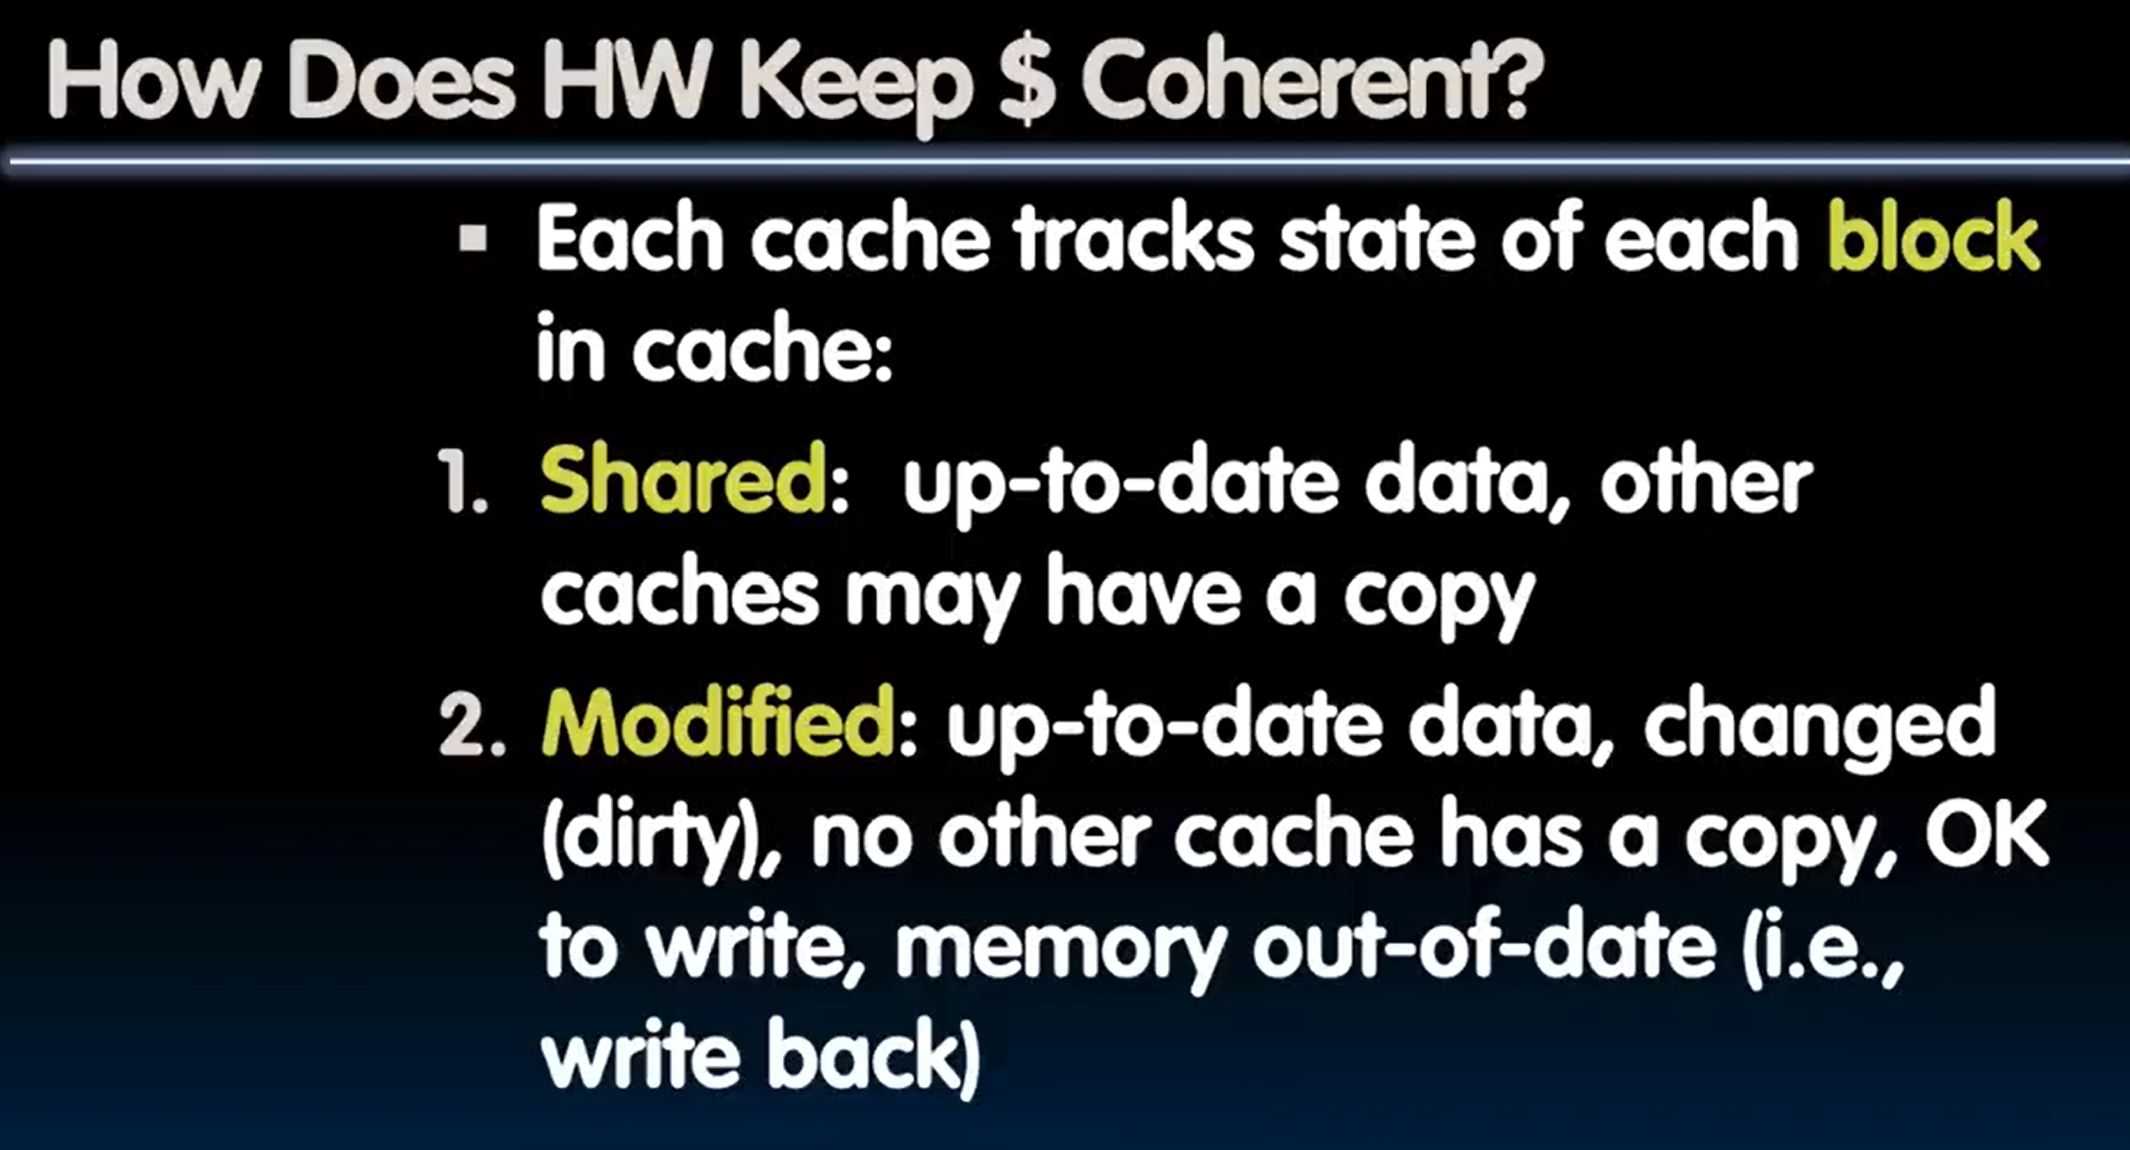 How Does HW Keep $ Coherent?
▪ Each cache tracks state of each block
in cache:
1. Shared: up-to-date data, other
caches may have a copy
2. Modified: up-to-date data, changed
(dirty), no other cache has a copy, OK
to write, memory out-of-date (i.e.,
write back)